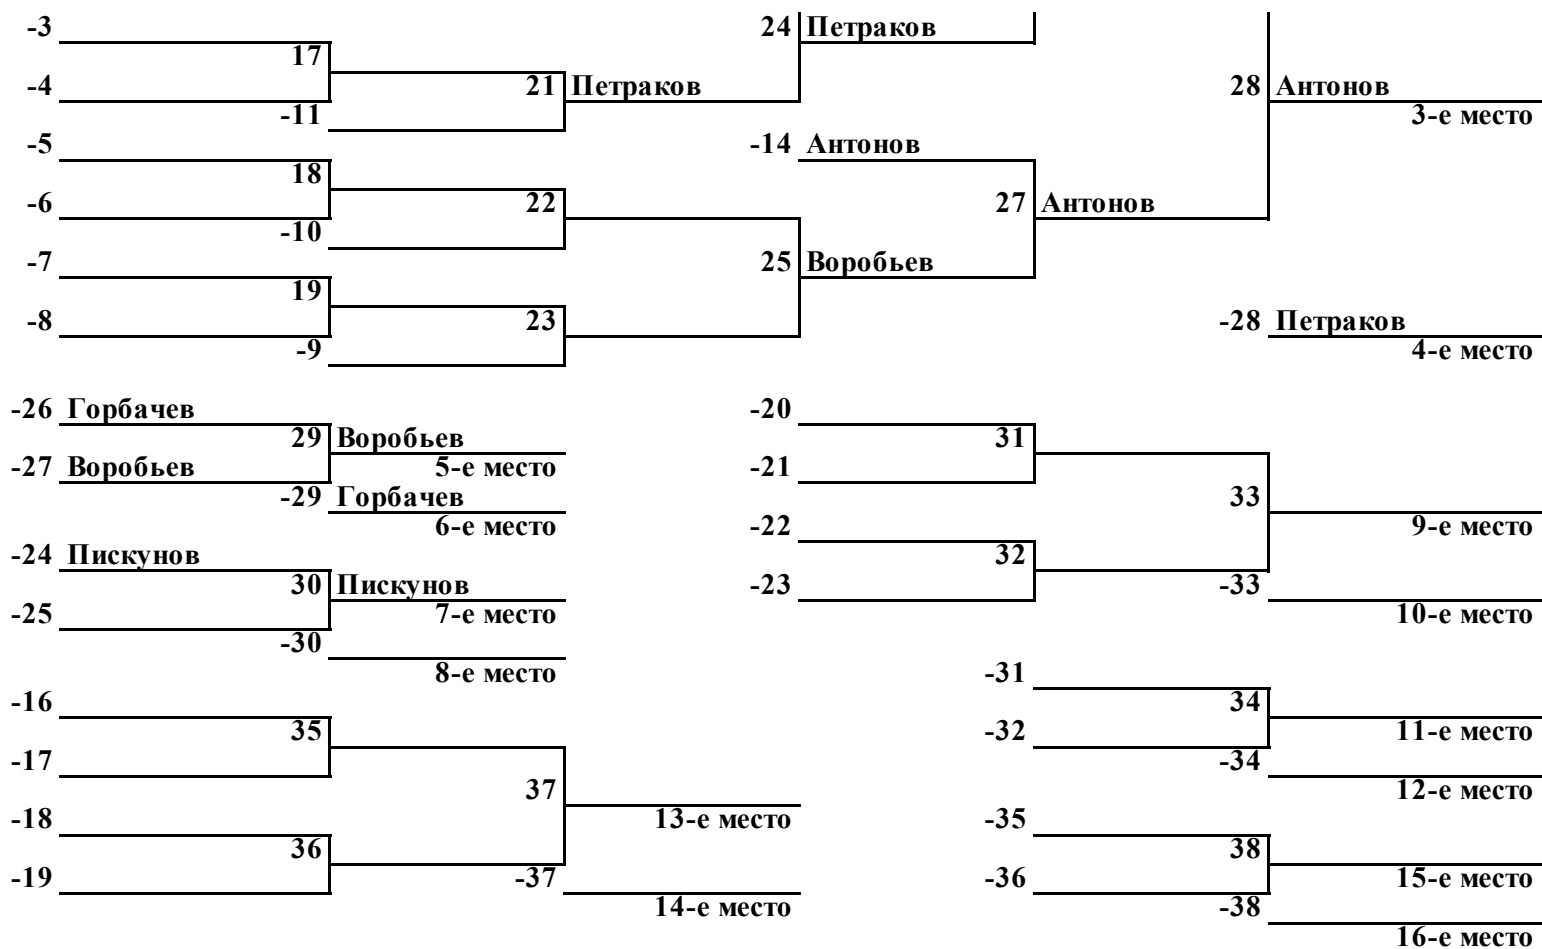 -3 24 Петраков
17
-4 21 Петраков 28 Антонов
-11 3-е место
-5 -14 Антонов
18
-6 22 27 Антонов
-10
-7 25 Воробьев
19
-8 23 -28 Петраков
-9 4-е место
-26 Горбачев -20
29 Воробьев 31
-27 Воробьев 5-е место -21
-29 Горбачев 33
6-е место -22 9-е место
-24 Пискунов 32
30 Пискунов -23 -33
-25 7-е место 10-е место
-30
8-е место -31
-16 34
35 -32 11-е место
-17 -34
37 12-е место
-18 13-е место -35
36 38
-19 -37 -36 15-е место
14-е место -38
16-е место